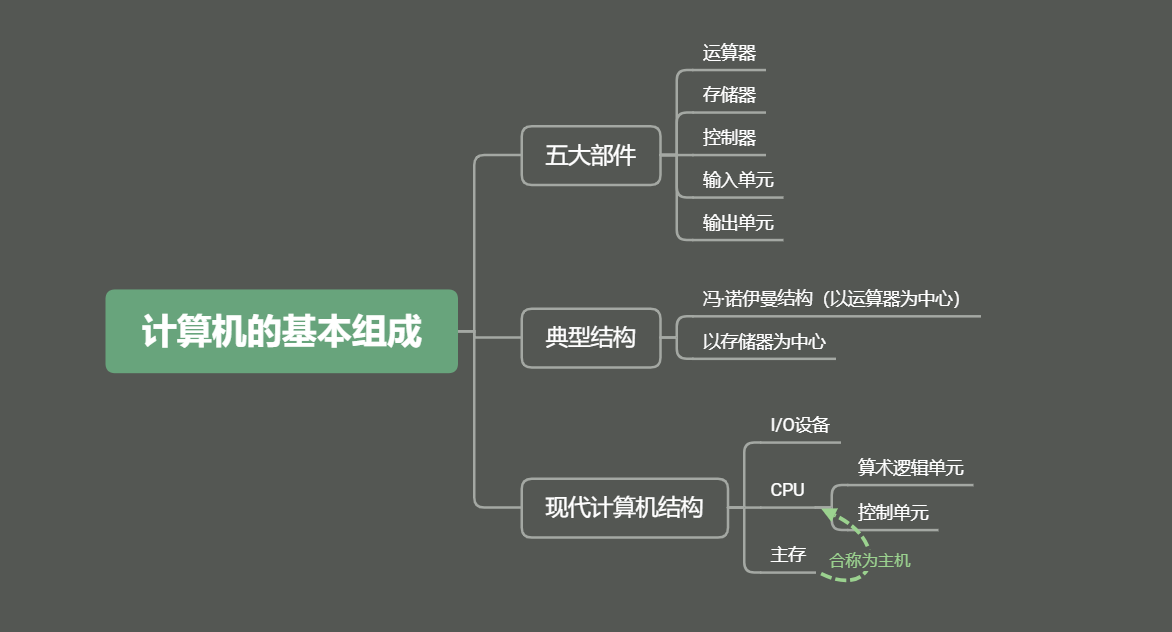 计算机的基本组成
五大部件
运算器
存储器
控制器
输入单元
输出单元
典型结构
冯·诺伊曼结构（以运算器为中心）
以存储器为中心
现代计算机结构
I/O设备
CPU
算术逻辑单元
控制单元
主存
合称为主机